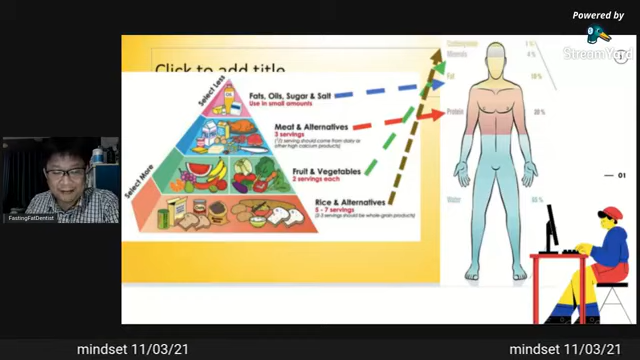 Powered by
StreamYard
Click to add title
Select Less
Fats, Oils, Sugar & Salt
Use in small amounts
Meat & Alternatives
3 servings
Fruit & Vegetables
2 servings each
Rice & Alternatives
5 - 7 servings
Select More
Minerals
4 %
Fat
Protein
20 %
Water
01
FastingFatDentist
mindset 11/03/21
mindset 11/03/21